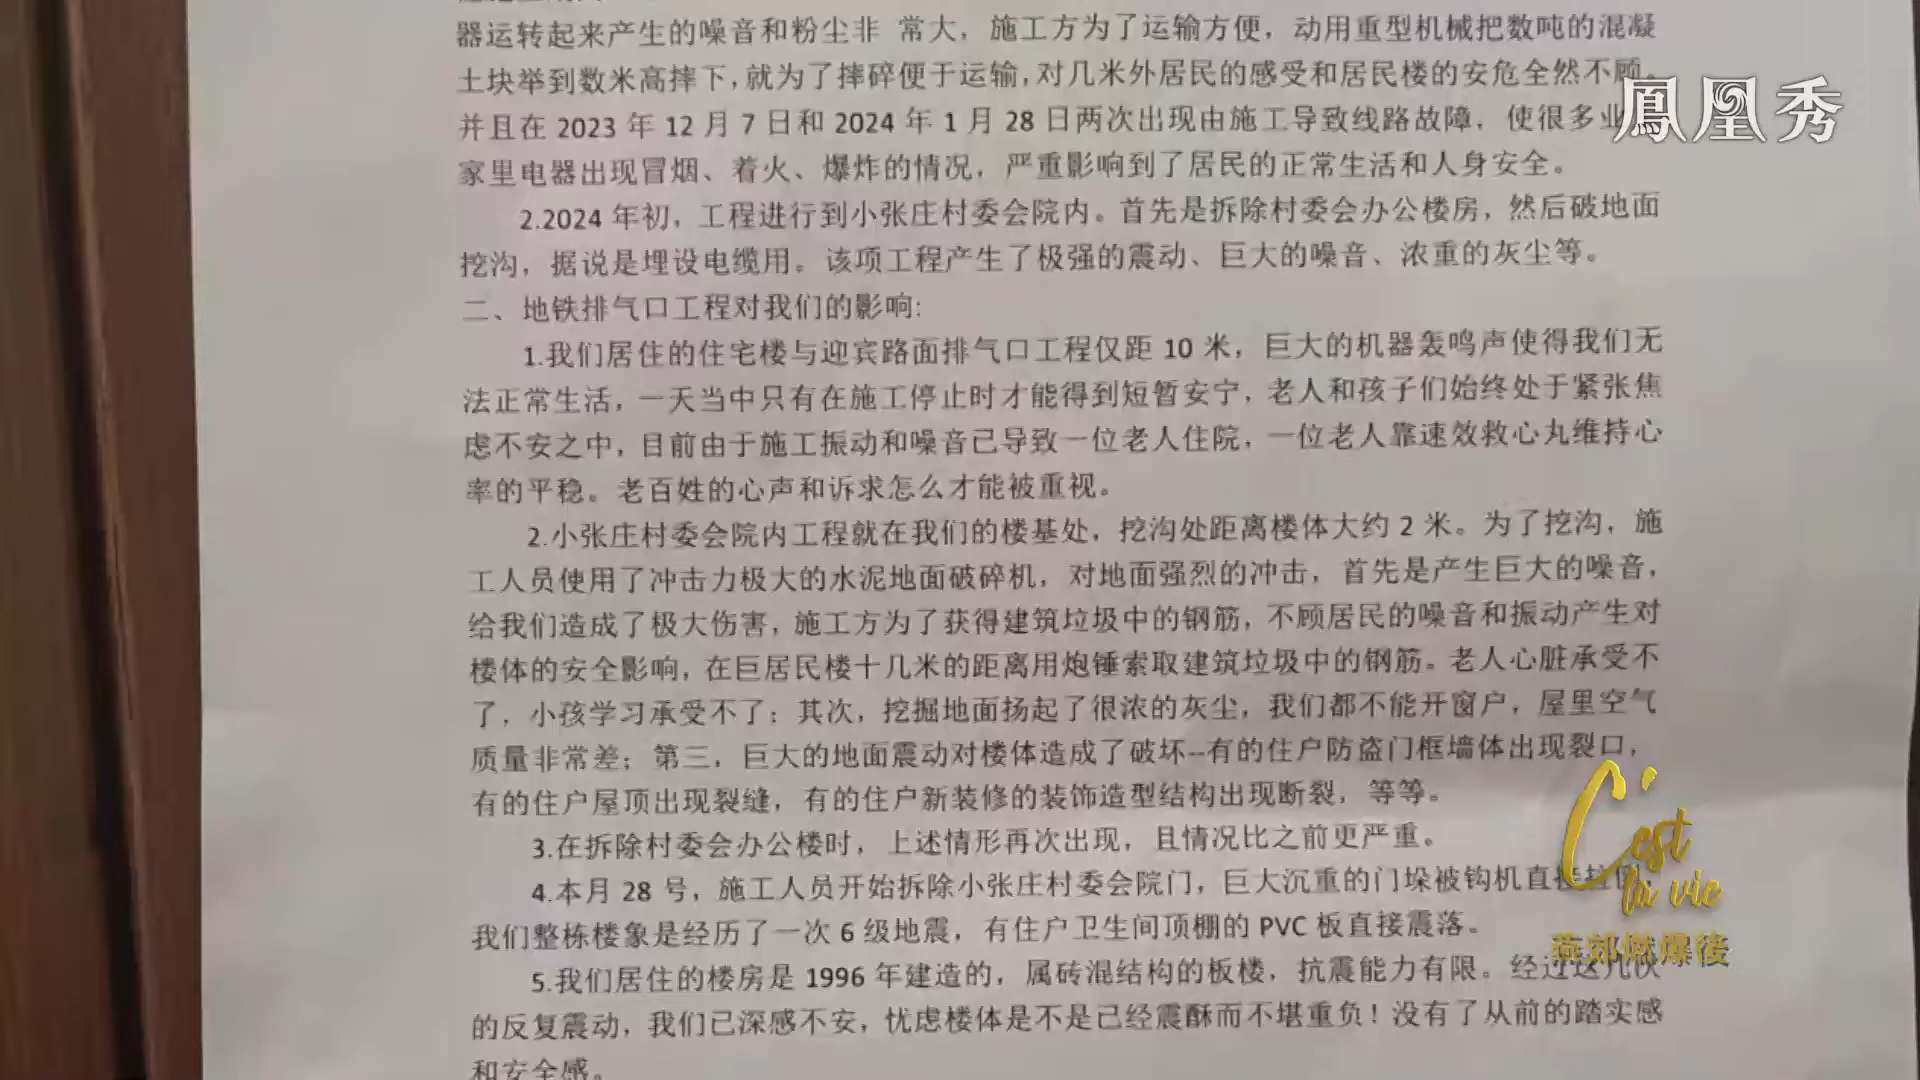 器运转起来产生的噪音和粉尘非 常大，施工方为了运输方便，动用重型机械把数吨的混凝
土块举到数米高摔下，就为了摔碎便于运输，对几米外居民的感受和居民楼的安危全然不顾。
并且在 2023 年 12 月 7 日和 2024 年 1 月 28 日两次出现由施工导致线路故障，使很多业
家里电器出现冒烟、着火、爆炸的情况，严重影响到了居民的正常生活和人身安全。
2.2024 年初，工程进行到小张庄村委会院内。首先是拆除村委会办公楼房，然后破地面
挖沟，据说是埋设电缆用。该项工程产生了极强的震动、巨大的噪音、浓重的灰尘等。
二、地铁排气口工程对我们的影响:
1.我们居住的住宅楼与迎宾路面排气口工程仅距 10 米，巨大的机器轰鸣声使得我们无
法正常生活，一天当中只有在施工停止时才能得到短暂安宁，老人和孩子们始终处于紧张焦
虑不安之中，目前由于施工振动和噪音已导致一位老人住院，一位老人靠速效救心丸维持心
率的平稳。老百姓的心声和诉求怎么才能被重视。
2.小张庄村委会院内工程就在我们的楼基处，挖沟处距离楼体大约 2 米。为了挖沟，施
工人员使用了冲击力极大的水泥地面破碎机，对地面强烈的冲击，首先是产生巨大的噪音，
给我们造成了极大伤害，施工方为了获得建筑垃圾中的钢筋，不顾居民的噪音和振动产生对
楼体的安全影响，在巨居民楼十几米的距离用炮锤索取建筑垃圾中的钢筋。老人心脏承受不
了，小孩学习承受不了；其次，挖掘地面扬起了很浓的灰尘，我们都不能开窗户，屋里空气
质量非常差；第三，巨大的地面震动对楼体造成了破坏--有的住户防盗门框墙体出现裂口，
有的住户屋顶出现裂缝，有的住户新装修的装饰造型结构出现断裂，等等。
3.在拆除村委会办公楼时，上述情形再次出现，且情况比之前更严重。
4.本月 28 号，施工人员开始拆除小张庄村委会院门，巨大沉重的门垛被钩机直接拉倒，
我们整栋楼象是经历了一次 6 级地震，有住户卫生间顶棚的 PVC 板直接震落。
5.我们居住的楼房是 1996 年建造的，属砖混结构的板楼，抗震能力有限。经过这几次
的反复震动，我们已深感不安，忧虑楼体是不是已经震酥而不堪重负！没有了从前的踏实感
和安全感。
鳳凰秀
C'est
la vie
燕郊燃爆後